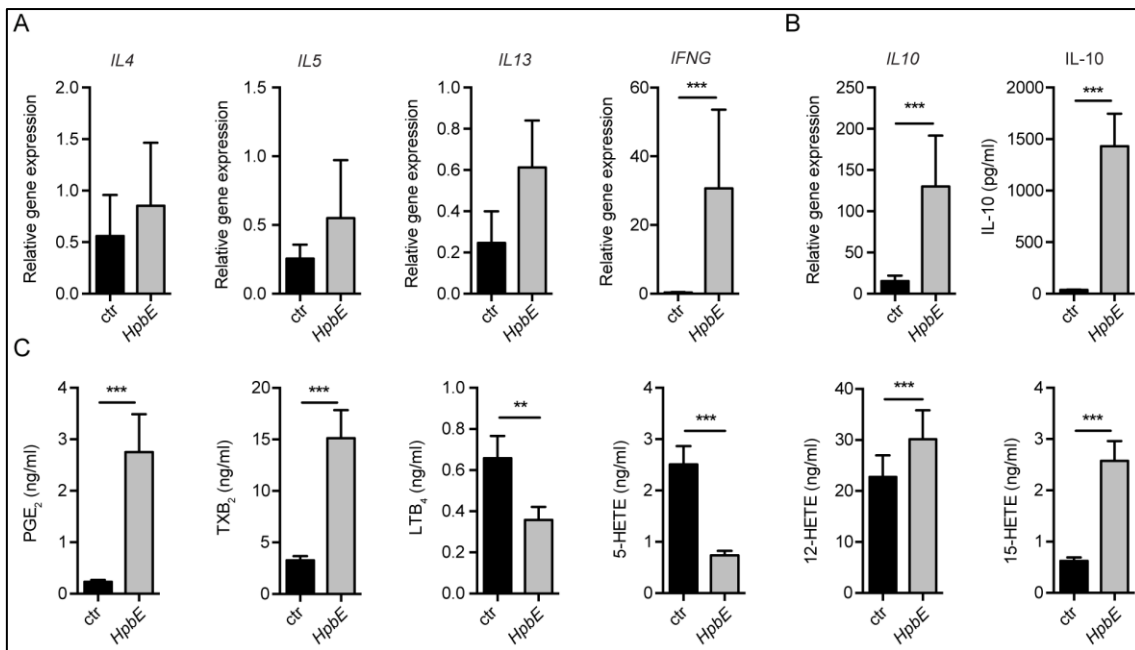 A
B
IL4
IL5
IL13
IFNG
IL10
IL-10
Relative gene expression
2.0
1.5
1.0
0.5
0.0
ctr
HpbE
Relative gene expression
1.5
1.0
0.5
0.0
ctr
HpbE
Relative gene expression
1.0
0.8
0.6
0.4
0.2
0.0
ctr
HpbE
Relative gene expression
60
40
20
0
***
ctr
HpbE
Relative gene expression
250
200
150
100
50
0
***
ctr
HpbE
IL-10 (pg/ml)
2000
1500
1000
500
0
***
ctr
HpbE
C
PGE₂ (ng/ml)
4
3
2
1
0
***
ctr
HpbE
TXB₂ (ng/ml)
20
15
10
5
0
***
ctr
HpbE
LTB₄ (ng/ml)
1.0
0.8
0.6
0.4
0.2
0.0
**
ctr
HpbE
5-HETE (ng/ml)
4
3
2
1
0
***
ctr
HpbE
12-HETE (ng/ml)
40
30
20
10
0
***
ctr
HpbE
15-HETE (ng/ml)
4
3
2
1
0
***
ctr
HpbE